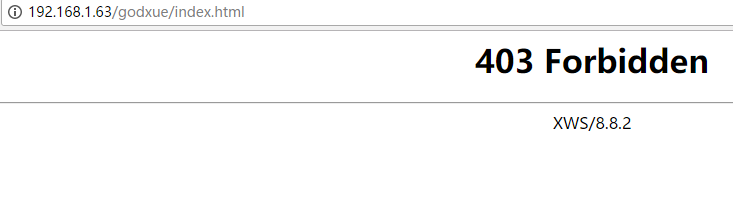 192.168.1.63/godxue/index.html
403 Forbidden
XWS/8.8.2